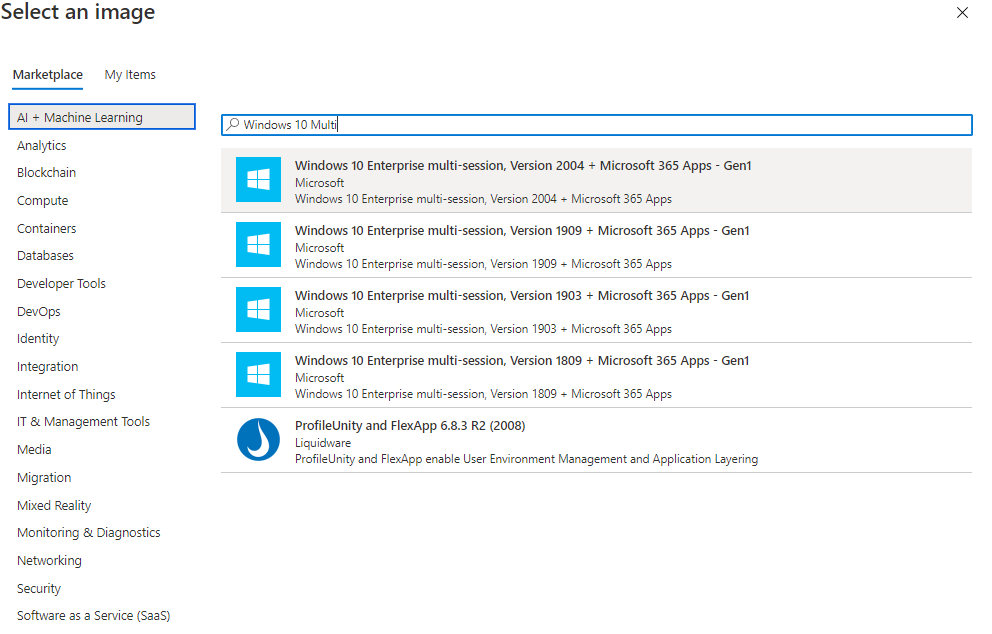 Select an image
Marketplace My Items
AI + Machine Learning
Analytics
Blockchain
Compute
Containers
Databases
Developer Tools
DevOps
Identity
Integration
Internet of Things
IT & Management Tools
Media
Migration
Mixed Reality
Monitoring & Diagnostics
Networking
Security
Software as a Service (SaaS)
Windows 10 Multi
Windows 10 Enterprise multi-session, Version 2004 + Microsoft 365 Apps - Gen1
Microsoft
Windows 10 Enterprise multi-session, Version 2004 + Microsoft 365 Apps
Windows 10 Enterprise multi-session, Version 1909 + Microsoft 365 Apps - Gen1
Microsoft
Windows 10 Enterprise multi-session, Version 1909 + Microsoft 365 Apps
Windows 10 Enterprise multi-session, Version 1903 + Microsoft 365 Apps - Gen1
Microsoft
Windows 10 Enterprise multi-session, Version 1903 + Microsoft 365 Apps
Windows 10 Enterprise multi-session, Version 1809 + Microsoft 365 Apps - Gen1
Microsoft
Windows 10 Enterprise multi-session, Version 1809 + Microsoft 365 Apps
ProfileUnity and FlexApp 6.8.3 R2 (2008)
Liquidware
ProfileUnity and FlexApp enable User Environment Management and Application Layering